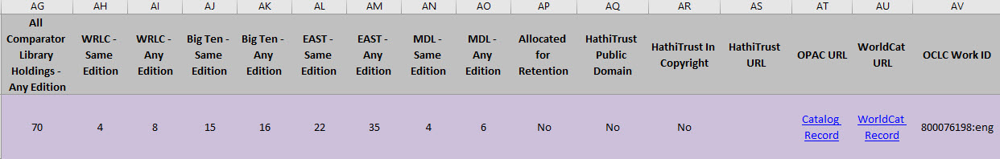 AG AH AI AJ AK AL AM AN AO AP AQ AR AS AT AU AV
All Comparator Library Holdings - Any Edition
WRLC - Same Edition
WRLC - Any Edition
Big Ten - Same Edition
Big Ten - Any Edition
EAST - Same Edition
EAST - Any Edition
MDL - Same Edition
MDL - Any Edition
Allocated for Retention
HathiTrust Public Domain
HathiTrust In Copyright
HathiTrust URL
OPAC URL
WorldCat URL
OCLC Work ID
70 4 8 15 16 22 35 4 6 No No No Catalog Record WorldCat Record 800076198:eng